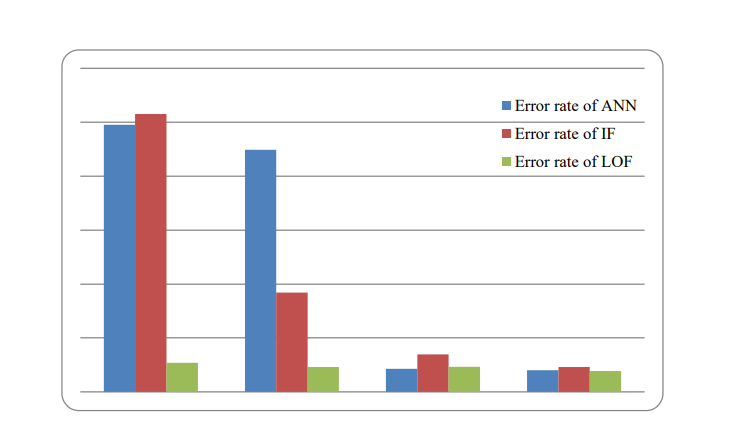 Error rate of ANN
Error rate of IF
Error rate of LOF